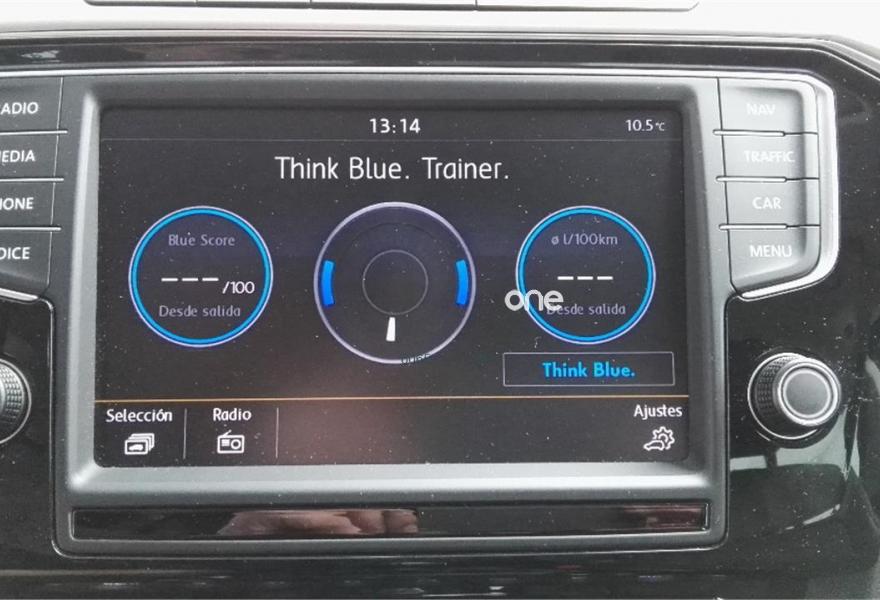 ADIO
EDIA
ONE
OICE
NAV
TRAFFIC
CAR
MENU
13:14
10.5°C
Think Blue. Trainer.
Blue Score
---/100
Desde salida
ø l/100km
---
one
Desde salida
Think Blue.
Selección
Radio
Ajustes